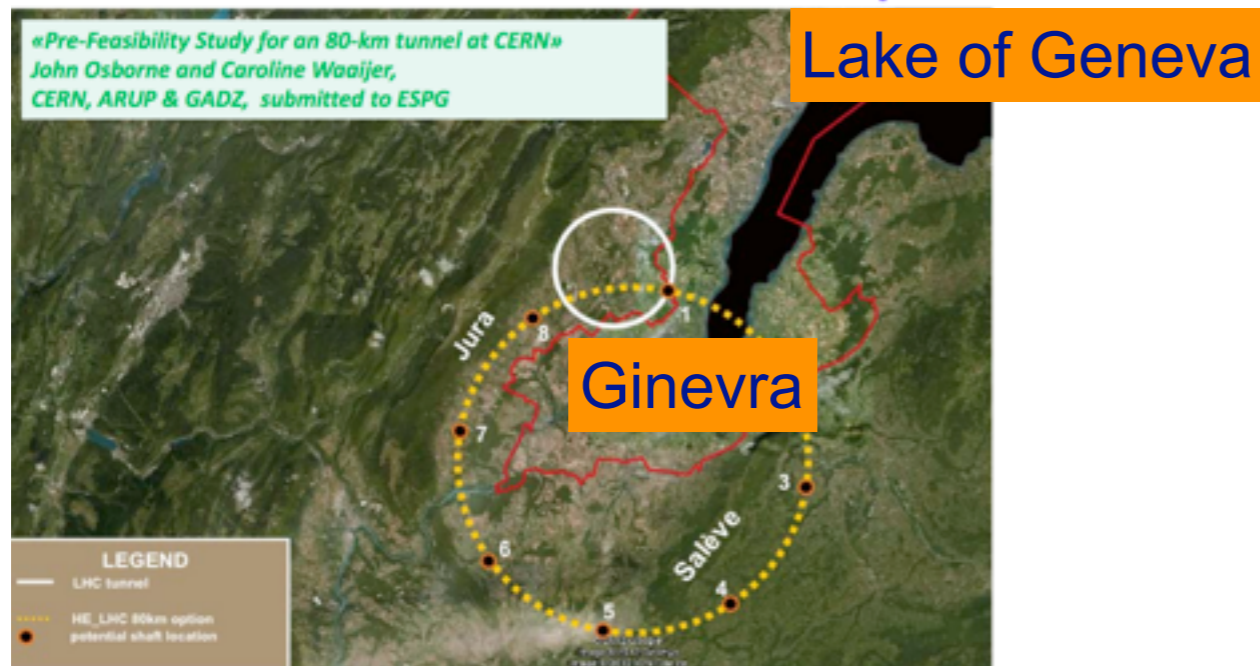 «Pre-Feasibility Study for an 80-km tunnel at CERN»
John Osborne and Caroline Waaijer,
CERN, ARUP & GADZ, submitted to ESPG
Lake of Geneva
1
8
Jura
Ginevra
7
3
Salève
6
4
5
LEGEND
LHC tunnel
HE_LHC 80km option
potential shaft location